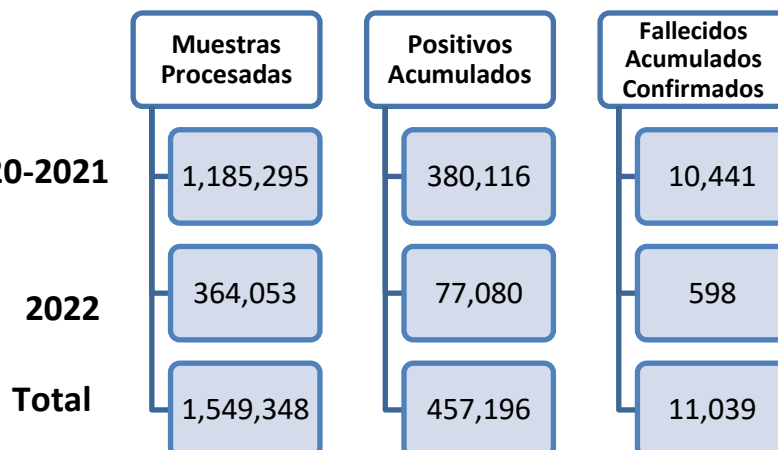 Muestras
Procesadas
Positivos
Acumulados
Fallecidos
Acumulados
Confirmados
20-2021 1,185,295 380,116 10,441
2022 364,053 77,080 598
Total 1,549,348 457,196 11,039